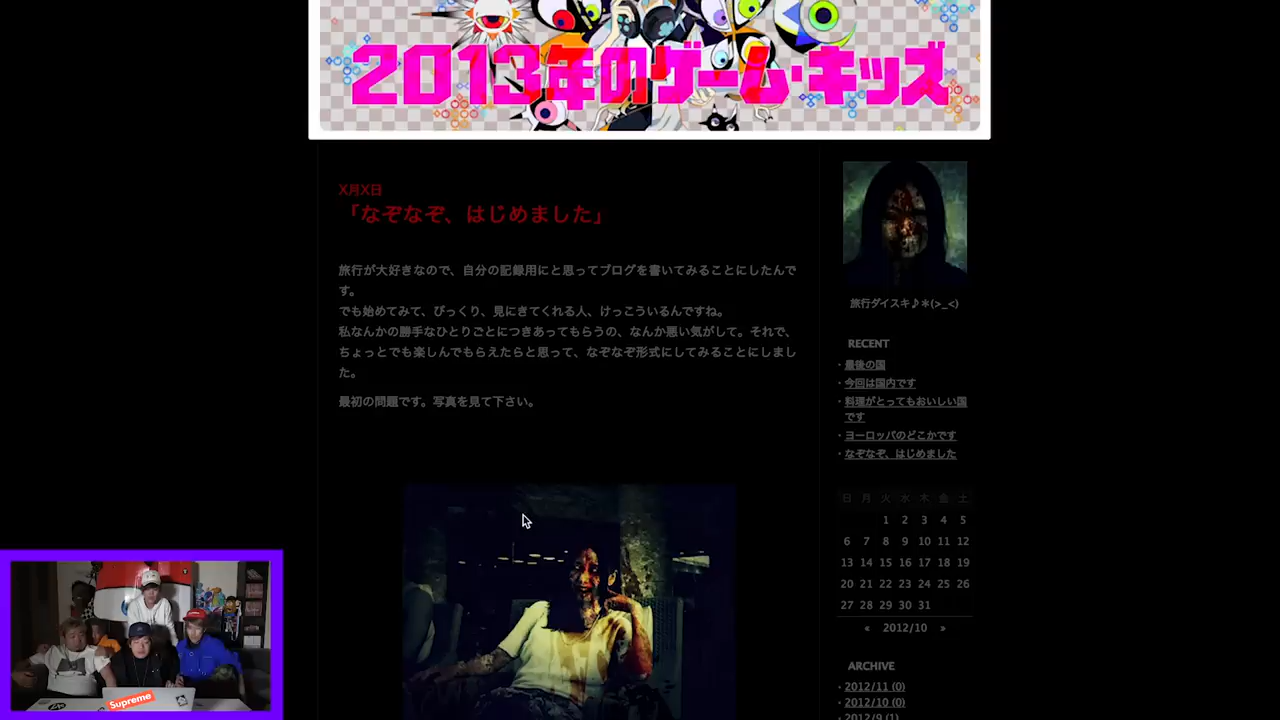 2013年のゲーム・キッズ
X月X日
「なぞなぞ、はじめました」
旅行が大好きなので、自分の記録用にと思ってブログを書いてみることにしたんで
す。
でも始めてみて、びっくり、見にきてくれる人、けっこういるんですね。
私なんかの勝手なひとりごとにつきあってもらうの、なんか悪い気がして。それで、
ちょっとでも楽しんでもらえたらと思って、なぞなぞ形式にしてみることにしまし
た。
最初の問題です。写真を見て下さい。
旅行ダイスキ♪＊(>_<)
RECENT
・最後の国
・今回は国内です
・料理がとってもおいしい国
です
・ヨーロッパのどこかです
・なぞなぞ、はじめました
日 月 火 水 木 金 土
1 2 3 4 5
6 7 8 9 10 11 12
13 14 15 16 17 18 19
20 21 22 23 24 25 26
27 28 29 30 31
« 2012/10 »
ARCHIVE
・2012/11 (0)
・2012/10 (0)
・2012/9 (1)
Supreme